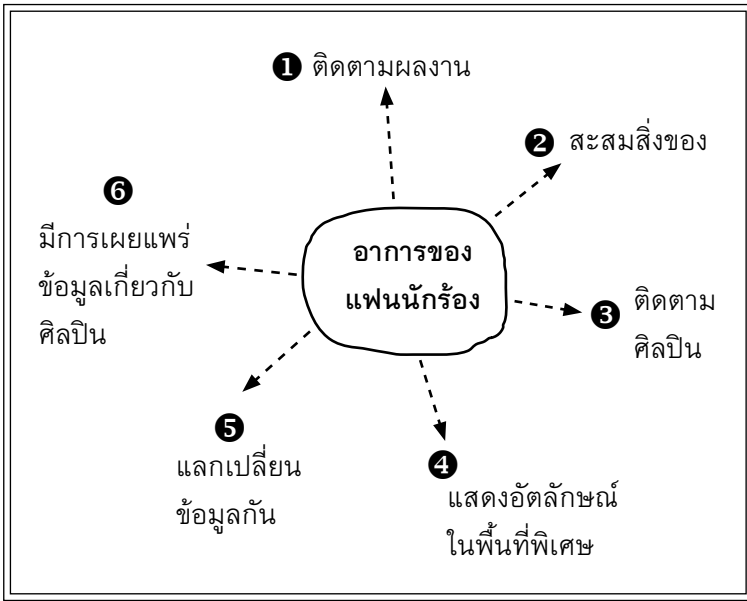 ❶ ติดตามผลงาน
❷ สะสมสิ่งของ
❸ ติดตาม
ศิลปิน
❹
แสดงอัตลักษณ์
ในพื้นที่พิเศษ
❺
แลกเปลี่ยน
ข้อมูลกัน
❻
มีการเผยแพร่
ข้อมูลเกี่ยวกับ
ศิลปิน
อาการของ
แฟนนักร้อง